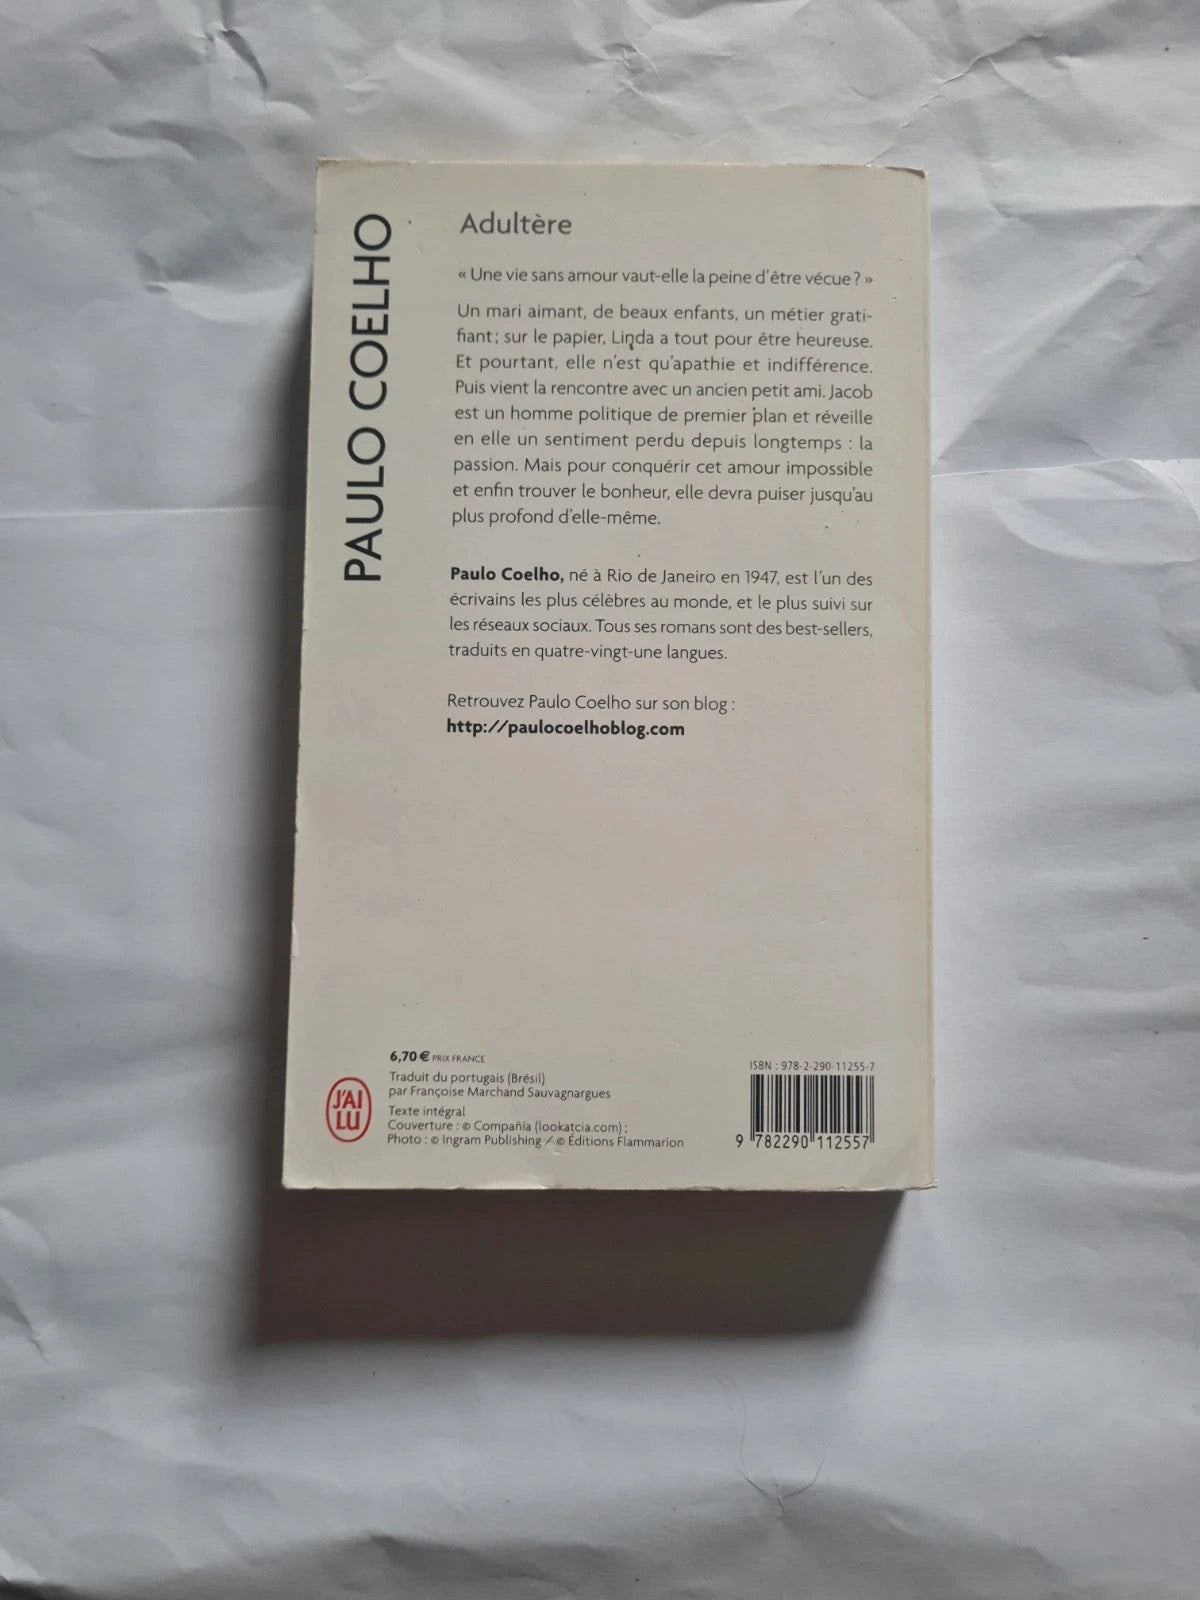 PAULO COELHO
Adultère
« Une vie sans amour vaut-elle la peine d'être vécue ? »
Un mari aimant, de beaux enfants, un métier grati-
fiant ; sur le papier, Linda a tout pour être heureuse.
Et pourtant, elle n'est qu'apathie et indifférence.
Puis vient la rencontre avec un ancien petit ami. Jacob
est un homme politique de premier plan et réveille
en elle un sentiment perdu depuis longtemps : la
passion. Mais pour conquérir cet amour impossible
et enfin trouver le bonheur, elle devra puiser jusqu'au
plus profond d'elle-même.
Paulo Coelho, né à Rio de Janeiro en 1947, est l'un des
écrivains les plus célèbres au monde, et le plus suivi sur
les réseaux sociaux. Tous ses romans sont des best-sellers,
traduits en quatre-vingt-une langues.
Retrouvez Paulo Coelho sur son blog :
http://paulocoelhoblog.com
6,70 € PRIX FRANCE
Traduit du portugais (Brésil)
par Françoise Marchand Sauvagnargues
Texte intégral
Couverture : © Compañía (lookatcia.com) ;
Photo : © Ingram Publishing / © Éditions Flammarion
J'AI
LU
ISBN : 978-2-290-11255-7
9 782290 112557